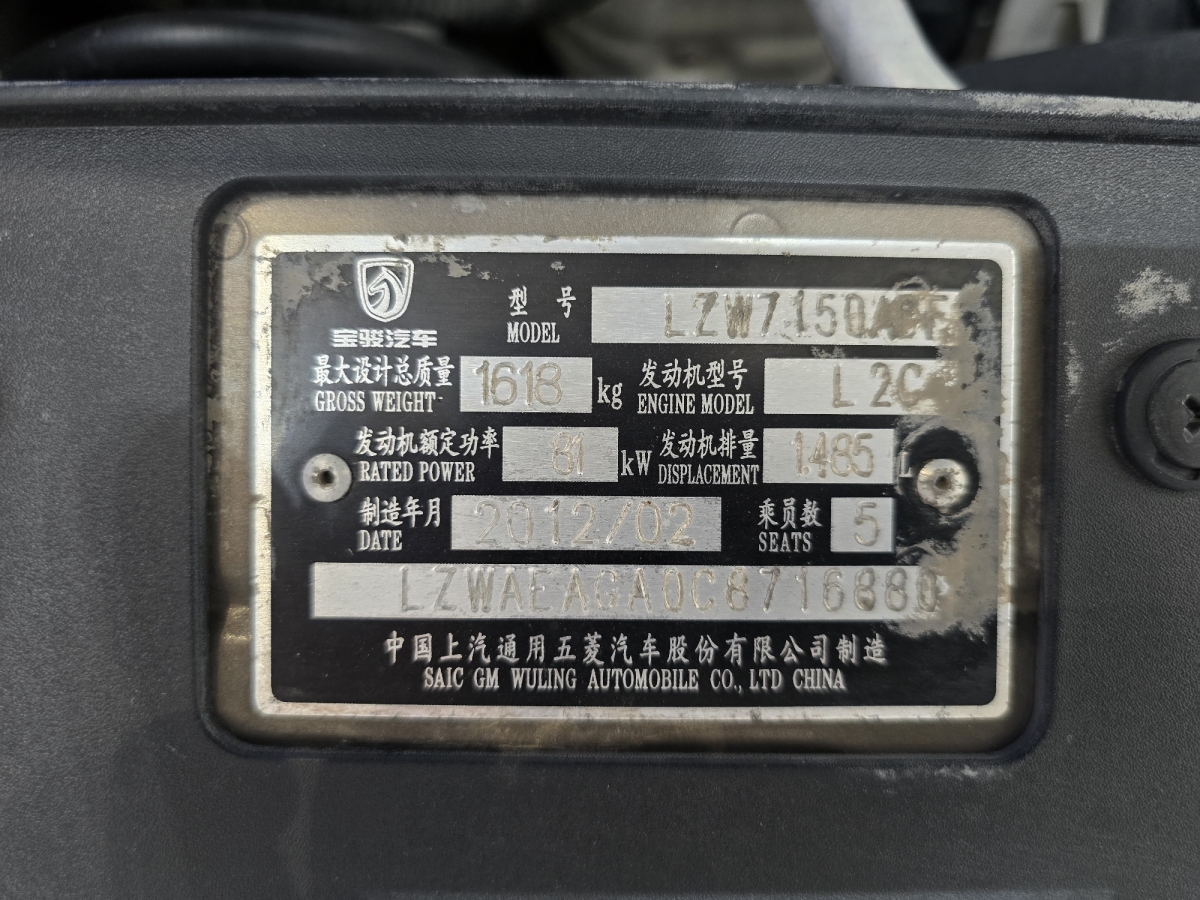 宝骏汽车
型号
MODEL
最大设计总质量 1618 kg 发动机型号 L2C
GROSS WEIGHT ENGINE MODEL
发动机额定功率 81 kW 发动机排量 1.485 L
RATED POWER DISPLACEMENT
制造年月 2012/02 乘员数 5
DATE SEATS
LZWAEAGA0C8716880
中国上汽通用五菱汽车股份有限公司制造
SAIC GM WULING AUTOMOBILE CO., LTD CHINA